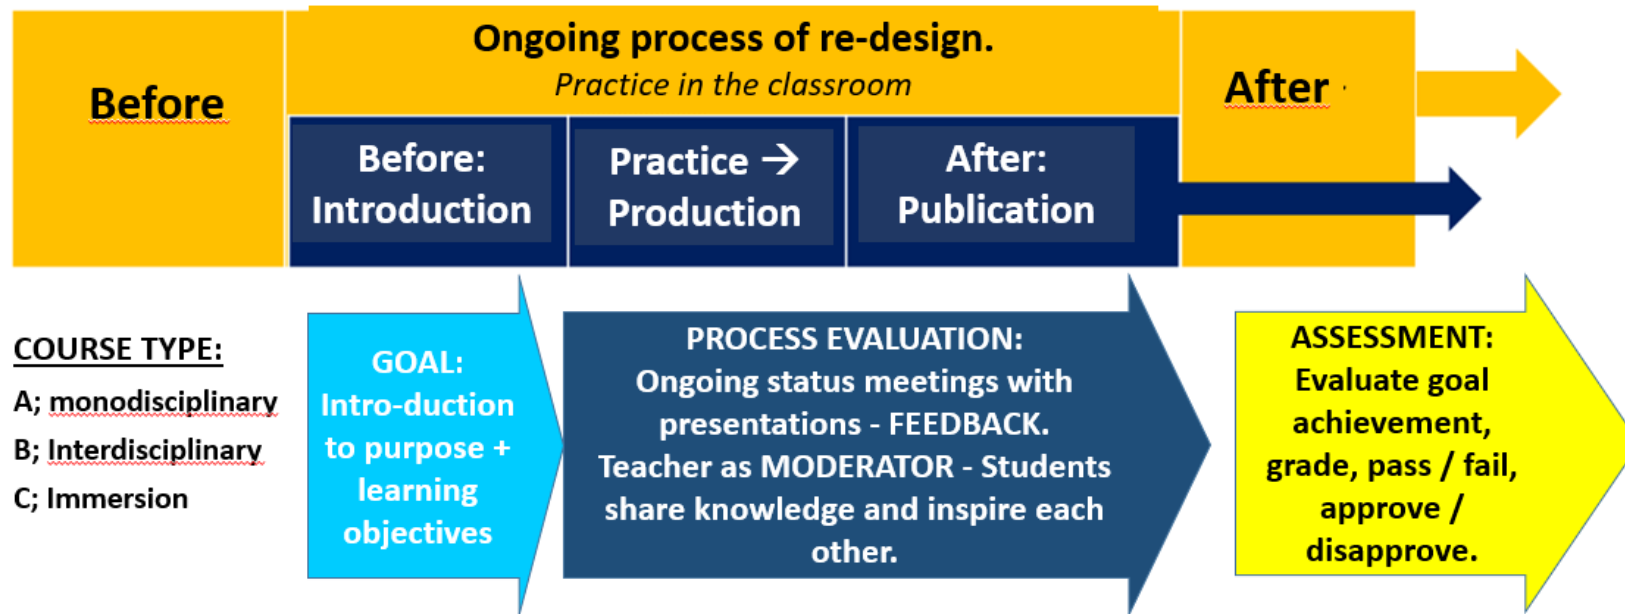 Before
Ongoing process of re-design.
Practice in the classroom
After
Before:
Introduction
Practice →
Production
After:
Publication
COURSE TYPE:
A; monodisciplinary
B; Interdisciplinary
C; Immersion
GOAL:
Intro-duction
to purpose +
learning
objectives
PROCESS EVALUATION:
Ongoing status meetings with
presentations - FEEDBACK.
Teacher as MODERATOR - Students
share knowledge and inspire each
other.
ASSESSMENT:
Evaluate goal
achievement,
grade, pass / fail,
approve /
disapprove.